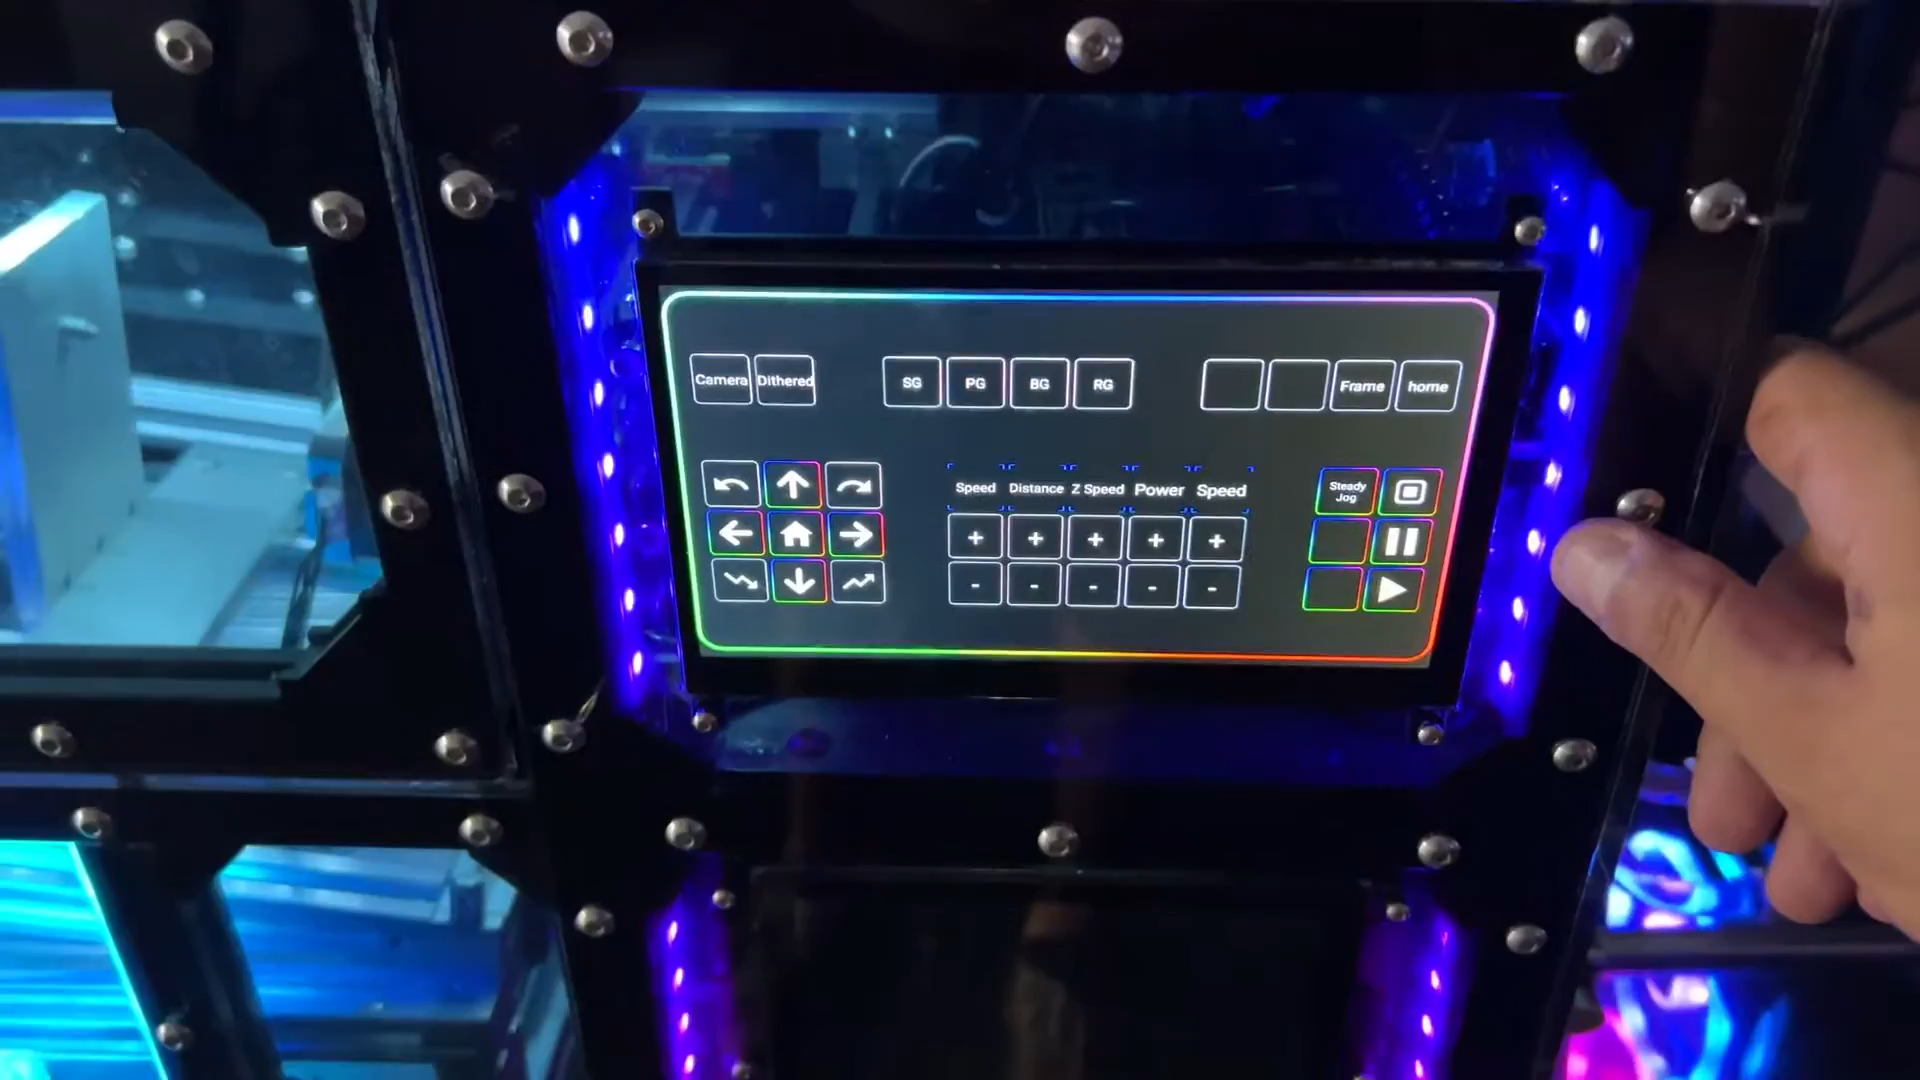 Camera Dithered SG PG BG RG Frame home
Speed Distance Z Speed Power Speed
Steady
Jog
+ + + + +
- - - - -